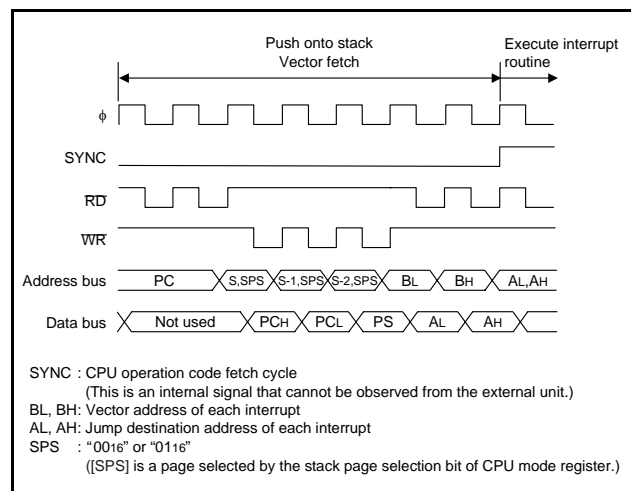 Push onto stack
Vector fetch
Execute interrupt
routine
ϕ
SYNC
RD
WR
Address bus
PC
S,SPS
S-1,SPS
S-2,SPS
BL
BH
AL,AH
Data bus
Not used
PCH
PCL
PS
AL
AH
SYNC : CPU operation code fetch cycle
(This is an internal signal that cannot be observed from the external unit.)
BL, BH: Vector address of each interrupt
AL, AH: Jump destination address of each interrupt
SPS : “0016” or “0116”
([SPS] is a page selected by the stack page selection bit of CPU mode register.)